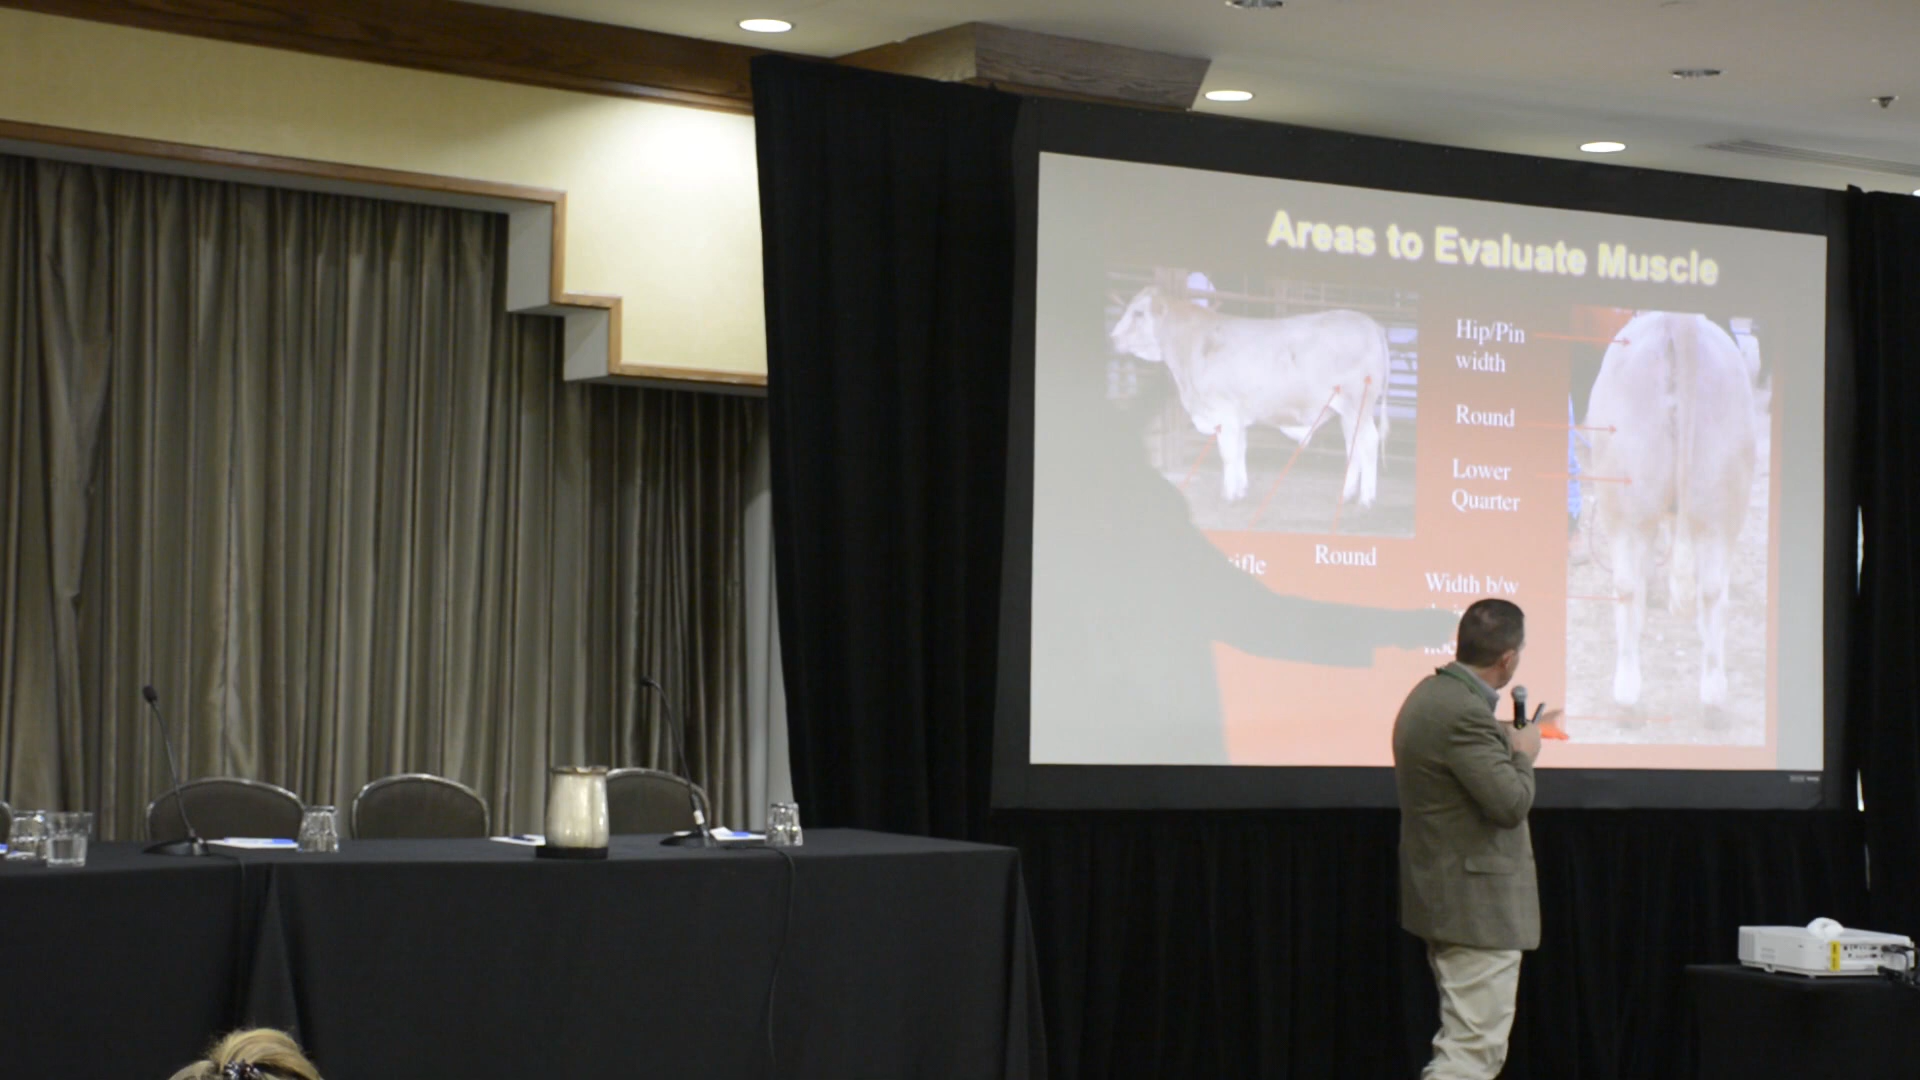 Areas to Evaluate Muscle
Hip/Pin
width
Round
Lower
Quarter
Round
Width b/w